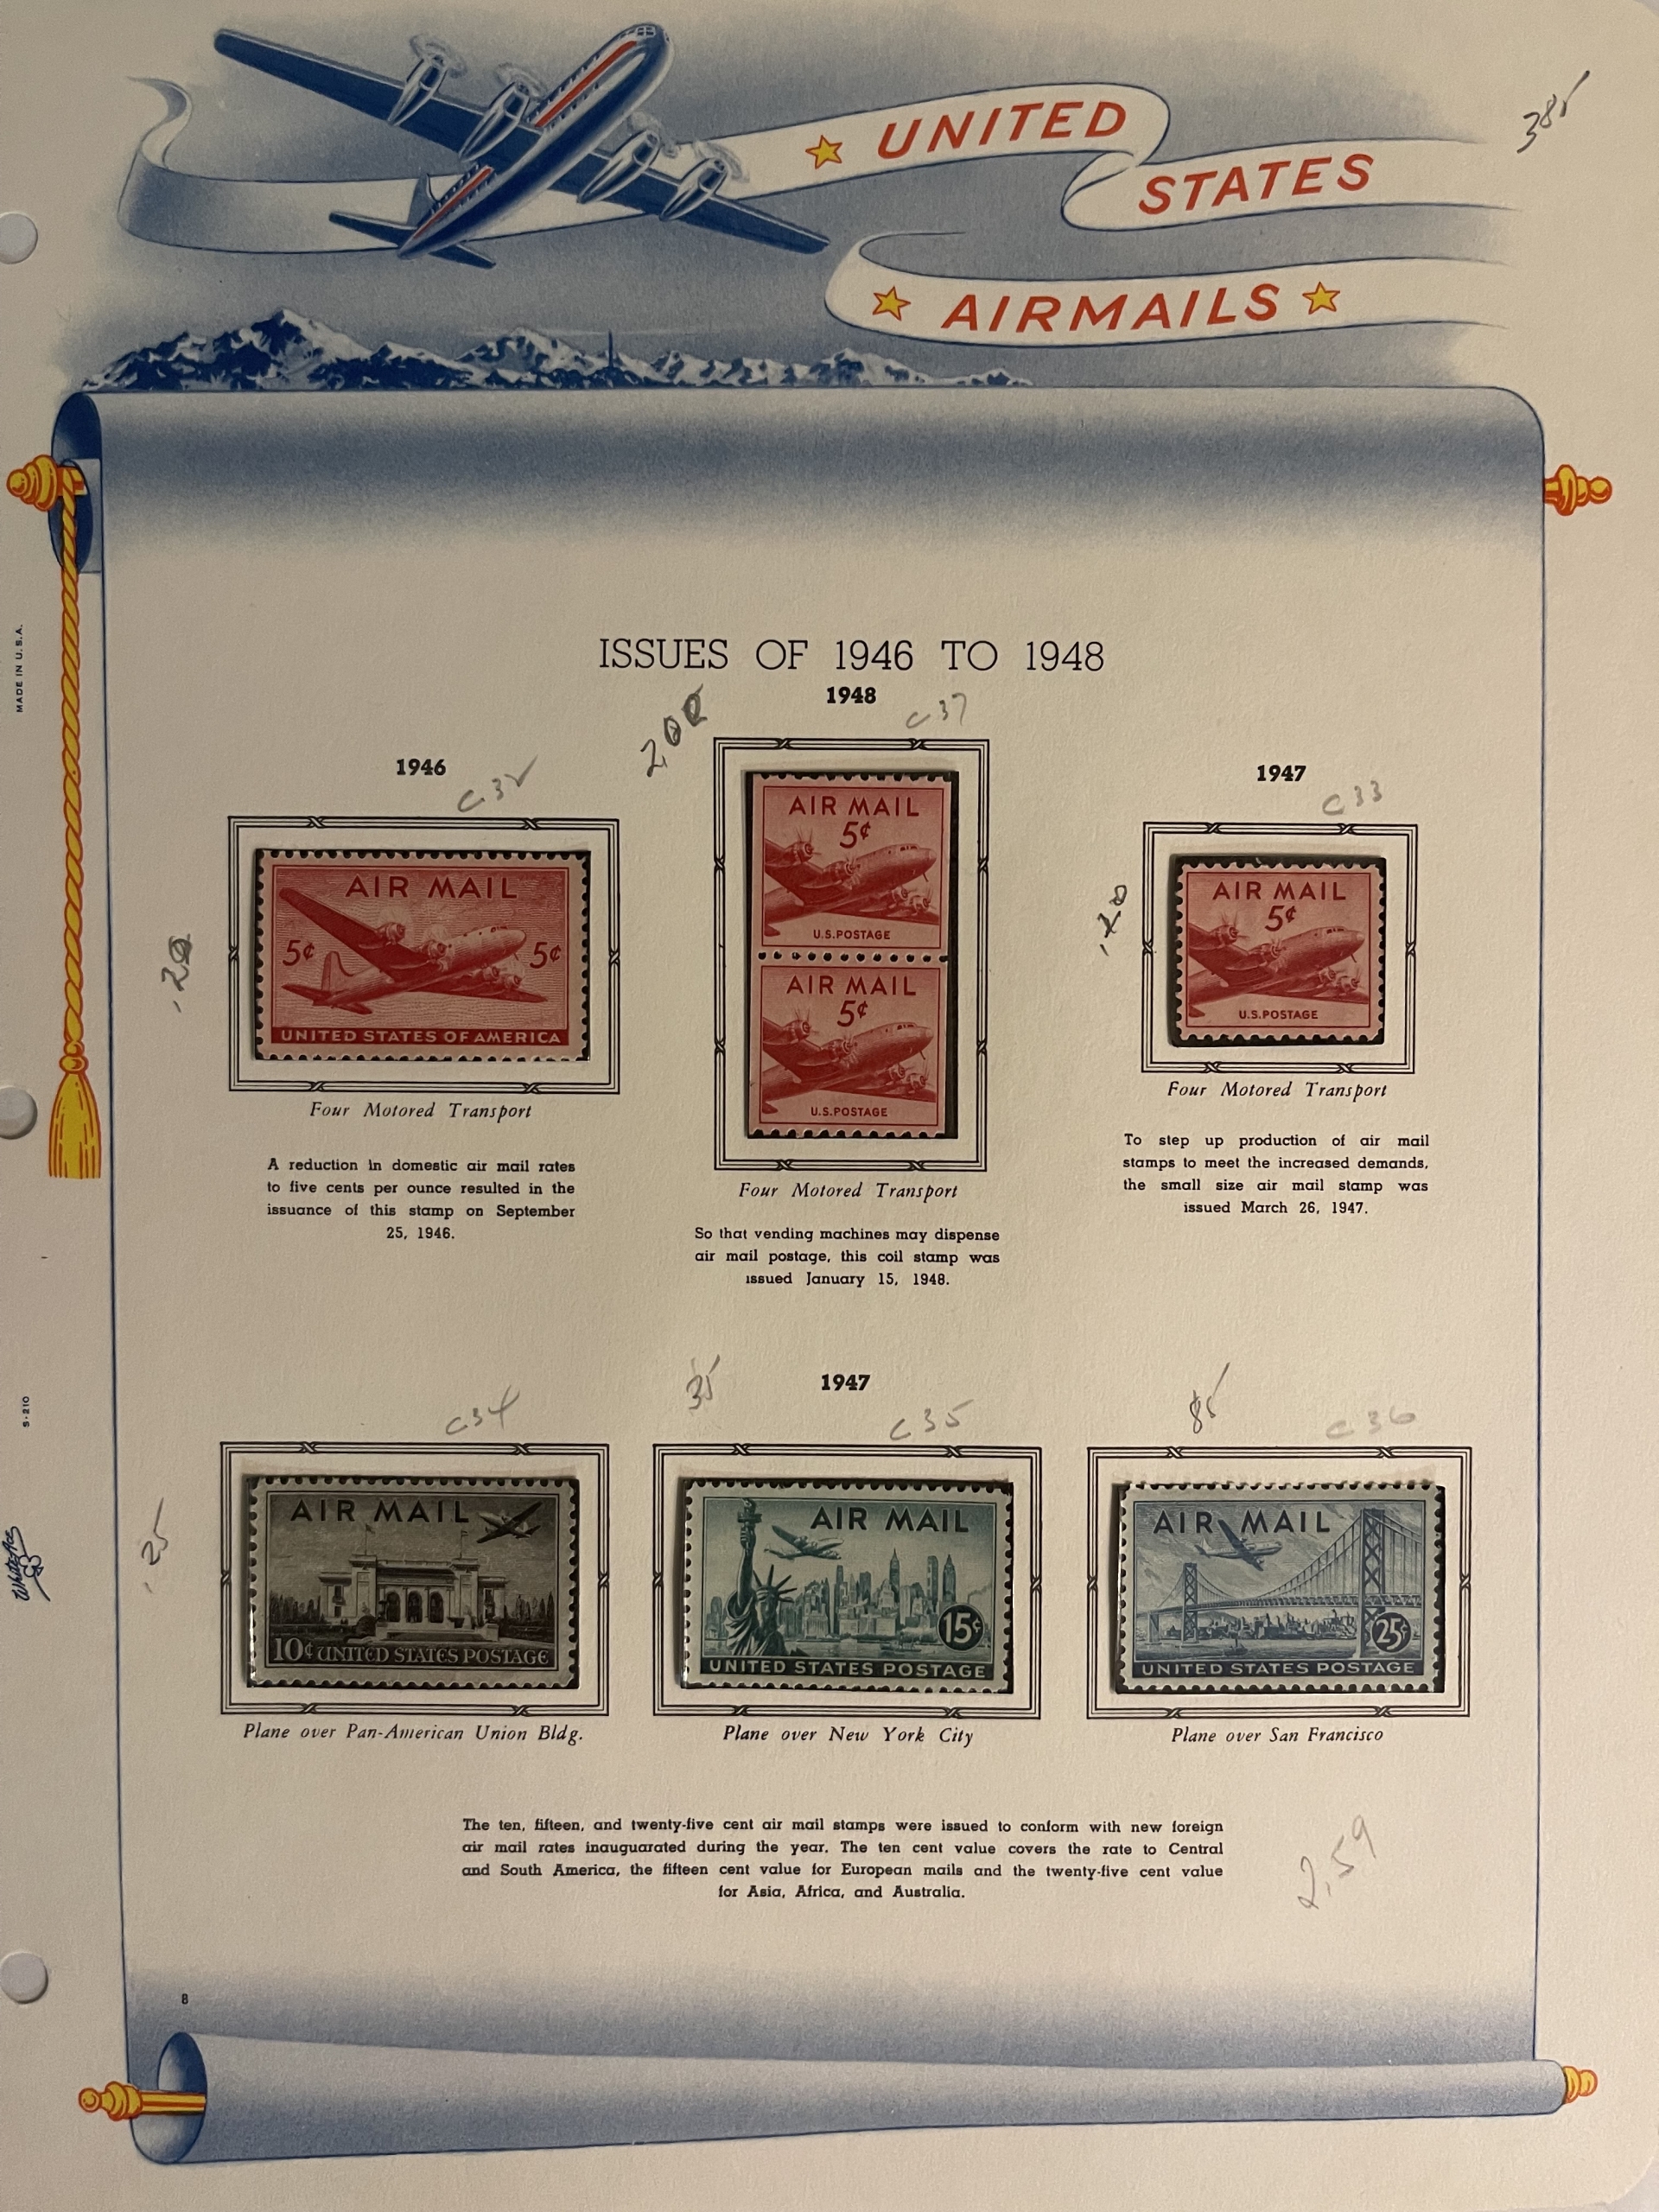 UNITED
STATES
AIRMAILS
385
MADE IN U.S.A.
ISSUES OF 1946 TO 1948
1946
C32
.20
AIR MAIL
5¢ 5¢
UNITED STATES OF AMERICA
Four Motored Transport
A reduction in domestic air mail rates
to five cents per ounce resulted in the
issuance of this stamp on September
25, 1946.
1948
2,00
C37
AIR MAIL
5¢
U.S.POSTAGE
AIR MAIL
5¢
U.S.POSTAGE
Four Motored Transport
So that vending machines may dispense
air mail postage, this coil stamp was
issued January 15, 1948.
1947
C33
.20
AIR MAIL
5¢
U.S.POSTAGE
Four Motored Transport
To step up production of air mail
stamps to meet the increased demands,
the small size air mail stamp was
issued March 26, 1947.
S-210
White Ace
1947
C34
.25
AIR MAIL
10¢ UNITED STATES POSTAGE
Plane over Pan-American Union Bldg.
35
C35
AIR MAIL
15¢
UNITED STATES POSTAGE
Plane over New York City
85
C36
AIR MAIL
25¢
UNITED STATES POSTAGE
Plane over San Francisco
The ten, fifteen, and twenty-five cent air mail stamps were issued to conform with new foreign
air mail rates inauguarated during the year. The ten cent value covers the rate to Central
and South America, the fifteen cent value for European mails and the twenty-five cent value
for Asia, Africa, and Australia.
2,59
8